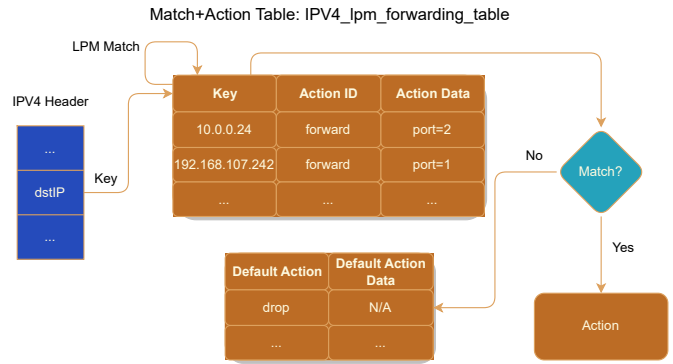 Match+Action Table: IPV4_lpm_forwarding_table
LPM Match
IPV4 Header
...
dstIP
...
Key
Key Action ID Action Data
10.0.0.24 forward port=2
192.168.107.242 forward port=1
... ... ...
No
Match?
Yes
Default Action Default Action Data
drop N/A
... ...
Action